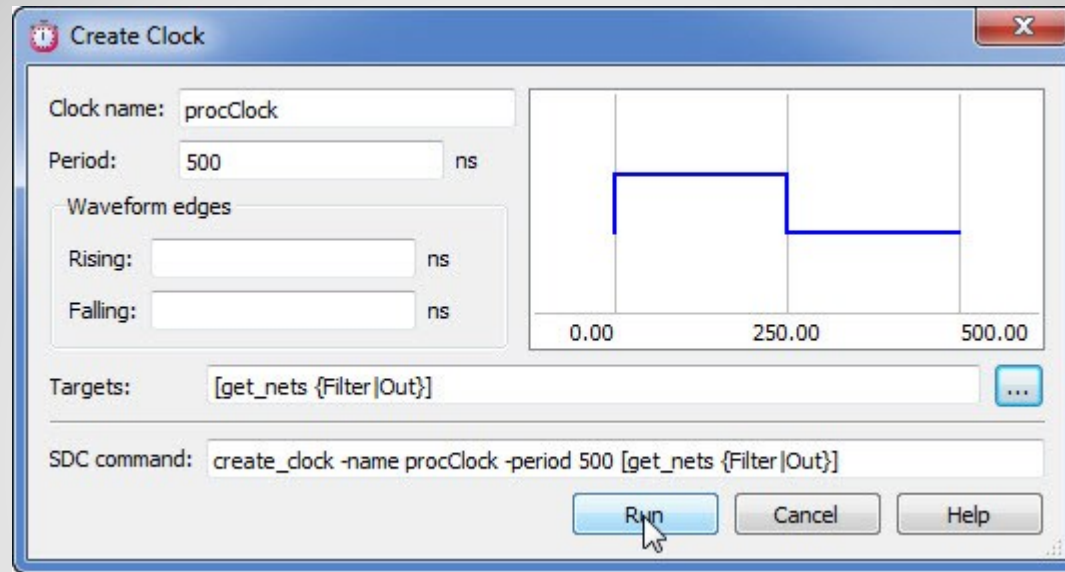 Create Clock
Clock name: procClock
Period: 500 ns
Waveform edges
Rising: ns
Falling: ns
0.00 250.00 500.00
Targets: [get_nets {Filter|Out}] ...
SDC command: create_clock -name procClock -period 500 [get_nets {Filter|Out}]
Run Cancel Help